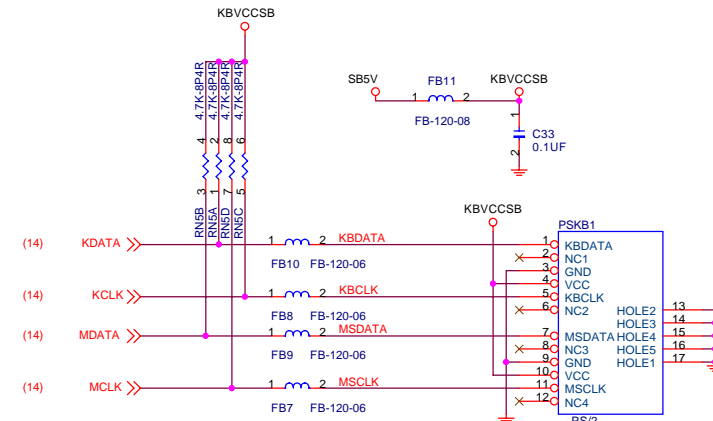 KBVCCSB
4.7K-8P4R
4.7K-8P4R
4.7K-8P4R
4.7K-8P4R
4 2 8 6
3 1 7 5
RN5B
RN5A
RN5D
RN5C
SB5V
FB11
KBVCCSB
1 2
FB-120-08
1
C33
0.1UF
2
KBVCCSB
PSKB1
(14) KDATA 1 2 KBDATA 1 KBDATA
FB10 FB-120-06
2 NC1
3 GND
4 VCC
(14) KCLK 1 2 KBCLK 5 KBCLK
FB8 FB-120-06
6 NC2
HOLE2 13
HOLE3 14
(14) MDATA 1 2 MSDATA 7 MSDATA HOLE4 15
FB9 FB-120-06
8 NC3 HOLE5 16
9 GND HOLE1 17
10 VCC
(14) MCLK 1 2 MSCLK 11 MSCLK
FB7 FB-120-06
12 NC4
PS/2